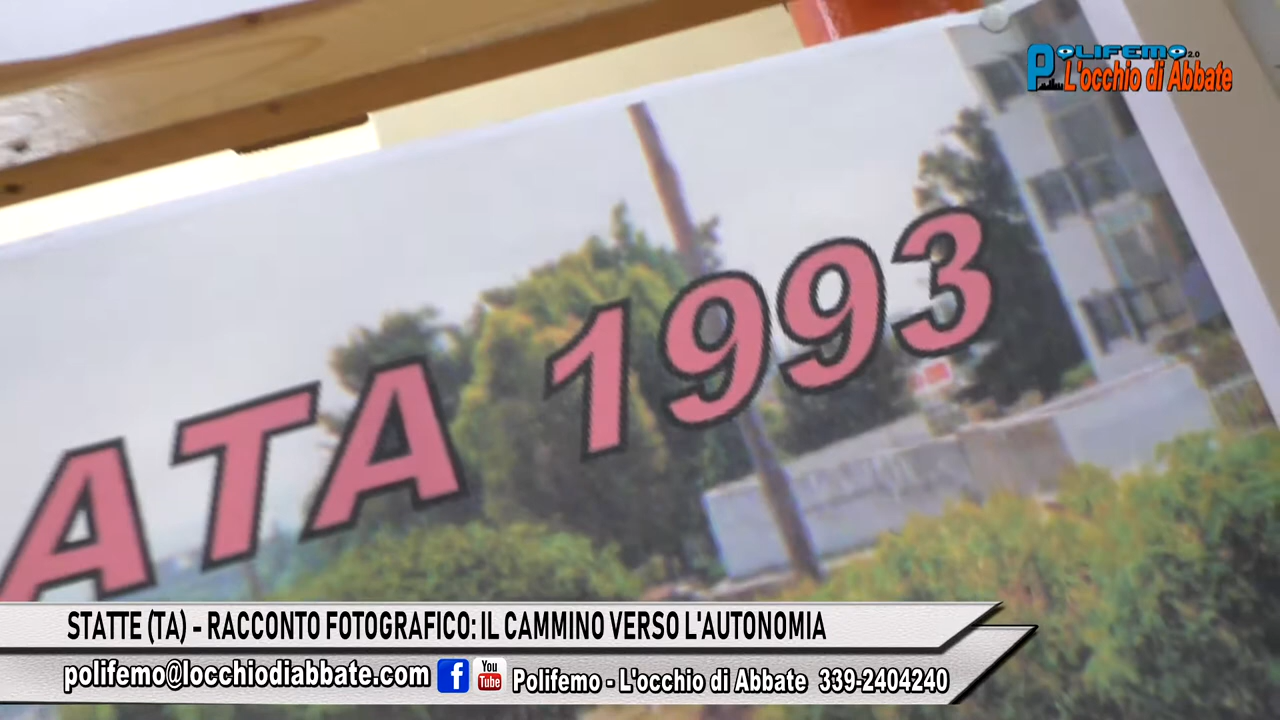 POLIFEMO 2.0
L'occhio di Abbate
ATA 1993
STATTE (TA) - RACCONTO FOTOGRAFICO: IL CAMMINO VERSO L'AUTONOMIA
polifemo@locchiodiabbate.com f You Tube Polifemo - L'occhio di Abbate 339-2404240